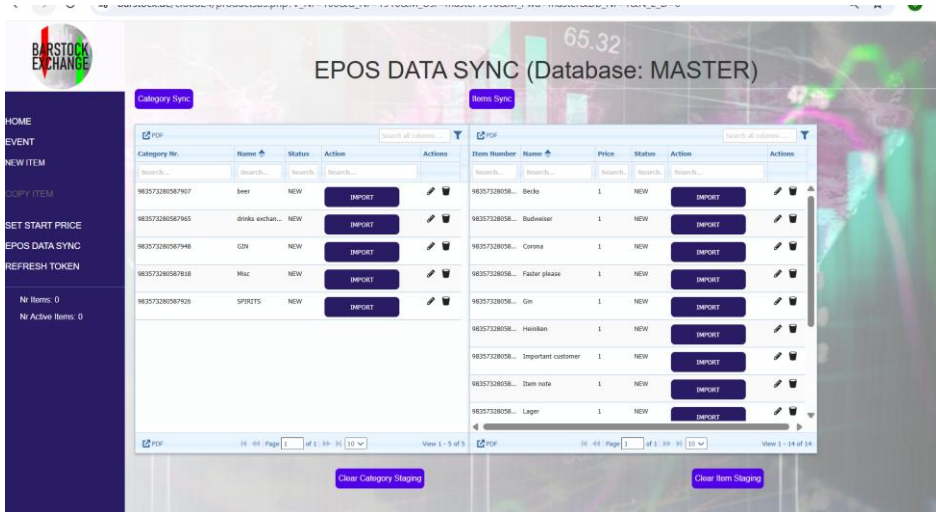 65.32
BARSTOCK
EXCHANGE
EPOS DATA SYNC (Database: MASTER)
Category Sync
Items Sync
HOME
EVENT
NEW ITEM
COPY ITEM
SET START PRICE
EPOS DATA SYNC
REFRESH TOKEN
Nr Items: 0
Nr Active Items: 0
PDF Search all columns ...
Category Nr. Name Status Action Actions
Search... Search... Search. Search...
983573280587907 beer NEW IMPORT
983573280587965 drinks exchan... NEW IMPORT
983573280587948 GIN NEW IMPORT
983573280587818 Misc NEW IMPORT
983573280587926 SPIRITS NEW IMPORT
PDF Page 1 of 1 10 View 1 - 5 of 5
PDF Search all columns ...
Item Number Name Price Status Action Actions
Search... Search... Search. Search. Search...
98357328058... Becks 1 NEW IMPORT
98357328058... Budweiser 1 NEW IMPORT
98357328058... Corona 1 NEW IMPORT
98357328058... Faster please 1 NEW IMPORT
98357328058... Gin 1 NEW IMPORT
98357328058... Heiniken 1 NEW IMPORT
98357328058... Important customer 1 NEW IMPORT
98357328058... Item note 1 NEW IMPORT
98357328058... Lager 1 NEW IMPORT
PDF Page 1 of 1 10 View 1 - 14 of 14
Clear Category Staging
Clear Item Staging